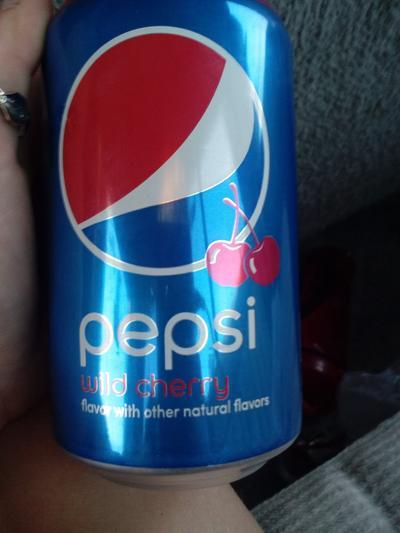 pepsi
wild cherry
flavor with other natural flavors